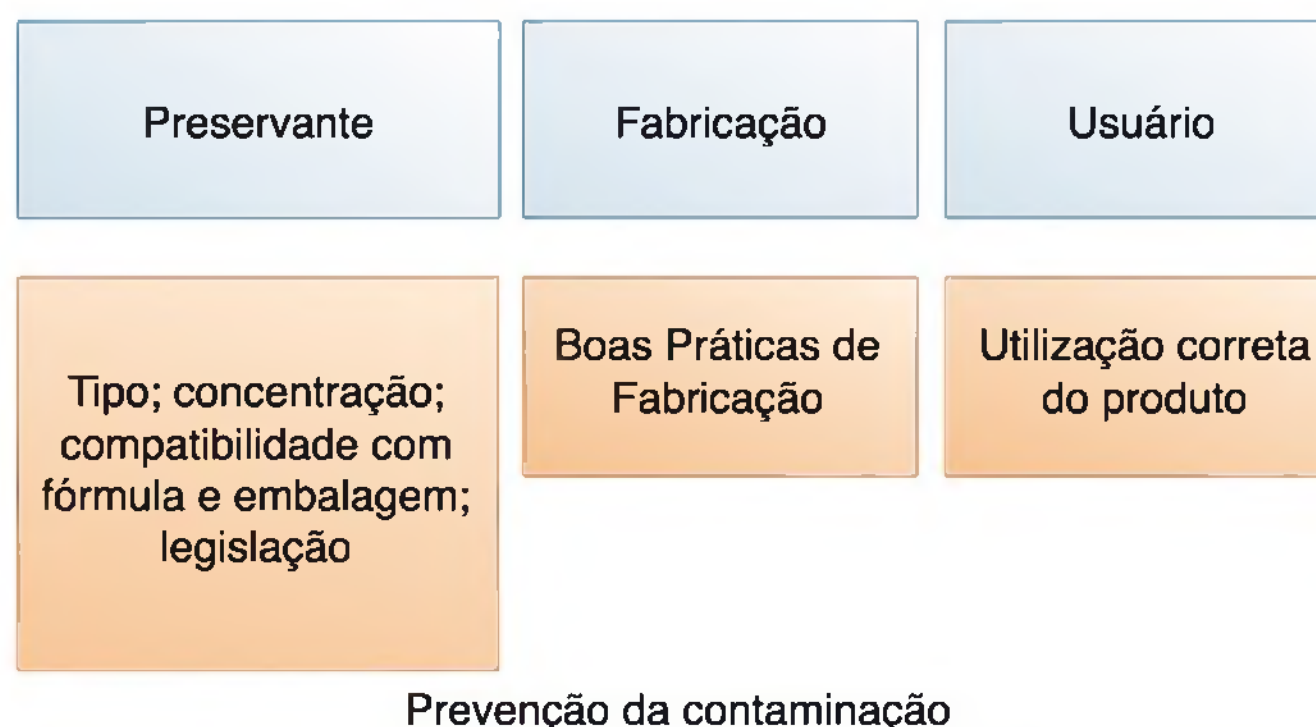 Preservante
Fabricação
Usuário
Tipo; concentração;
compatibilidade com
fórmula e embalagem;
legislação
Boas Práticas de
Fabricação
Utilização correta
do produto
Prevenção da contaminação